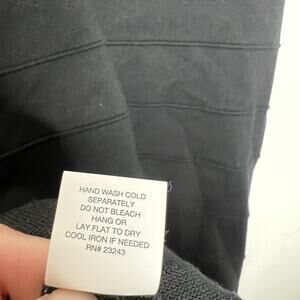 HAND WASH COLD
SEPARATELY
DO NOT BLEACH
HANG OR
LAY FLAT TO DRY
COOL IRON IF NEEDED
RN# 23243